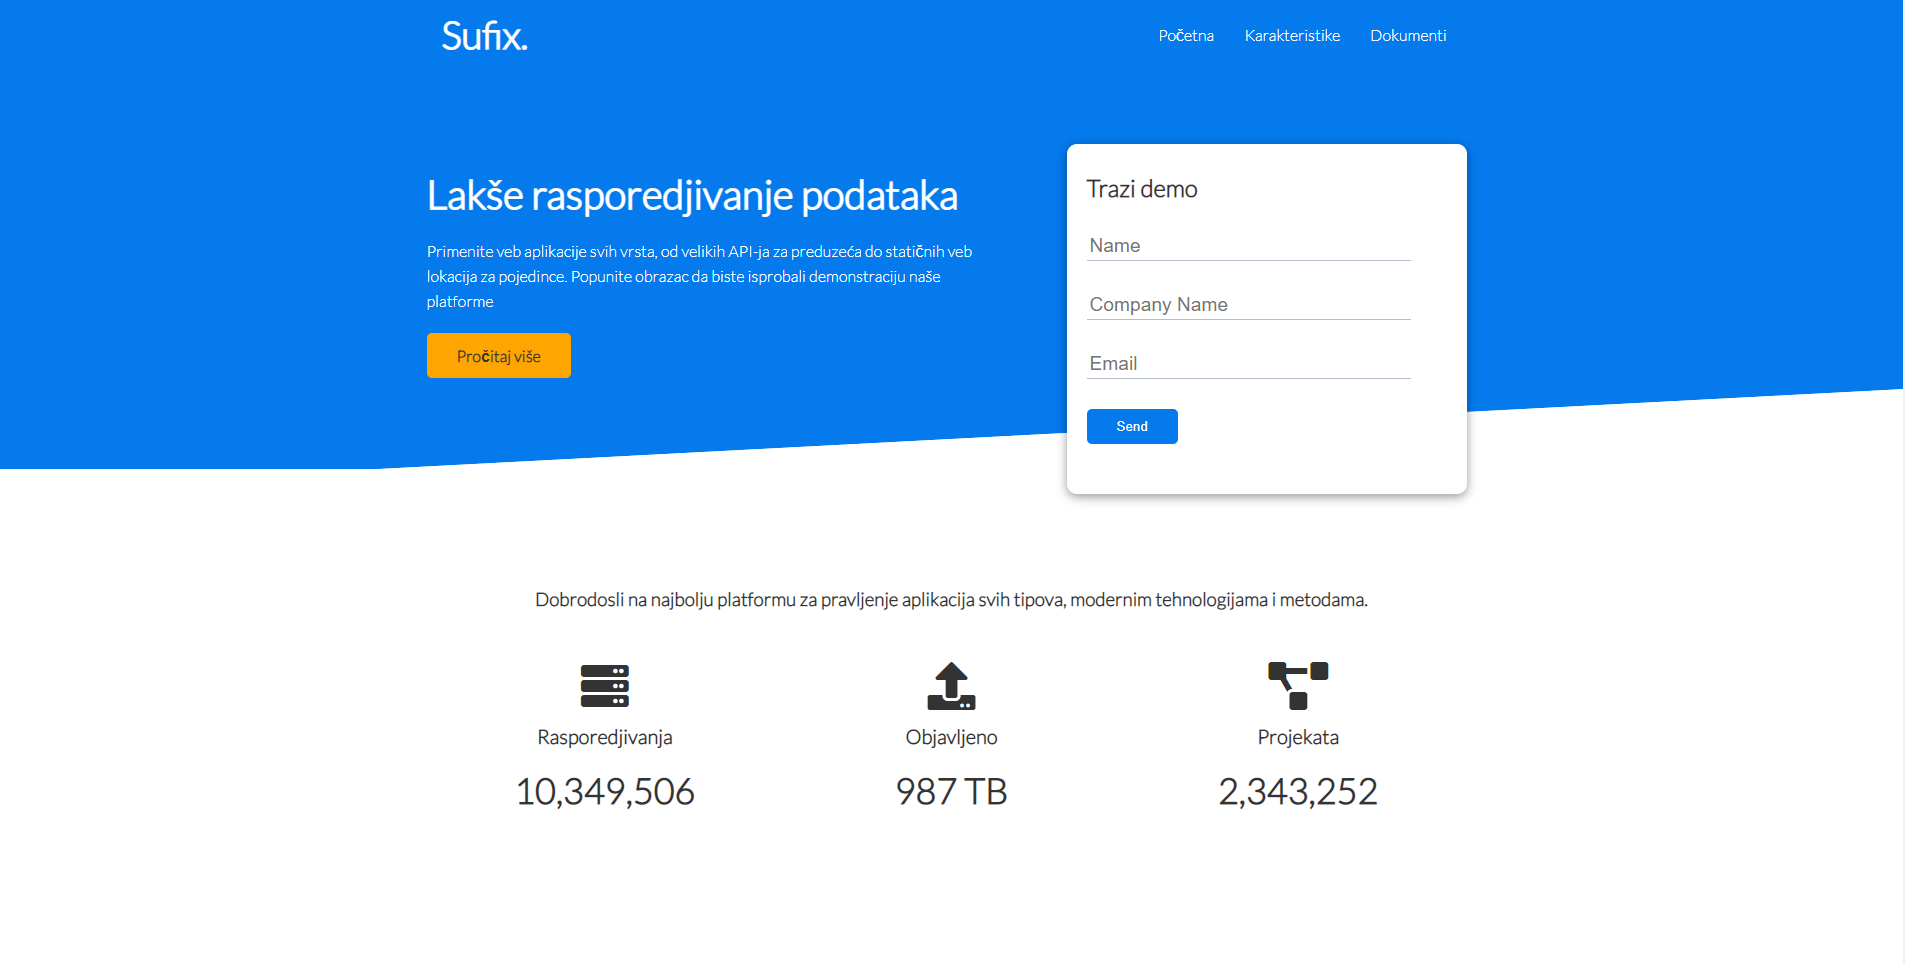 Sufix.
Početna
Karakteristike
Dokumenti
Lakše rasporedjivanje podataka
Primenite veb aplikacije svih vrsta, od velikih API-ja za preduzeća do statičnih veb
lokacija za pojedince. Popunite obrazac da biste isprobali demonstraciju naše
platforme
Pročitaj više
Trazi demo
Name
Company Name
Email
Send
Dobrodosli na najbolju platformu za pravljenje aplikacija svih tipova, modernim tehnologijama i metodama.
Rasporedjivanja
Objavljeno
Projekata
10,349,506
987 TB
2,343,252